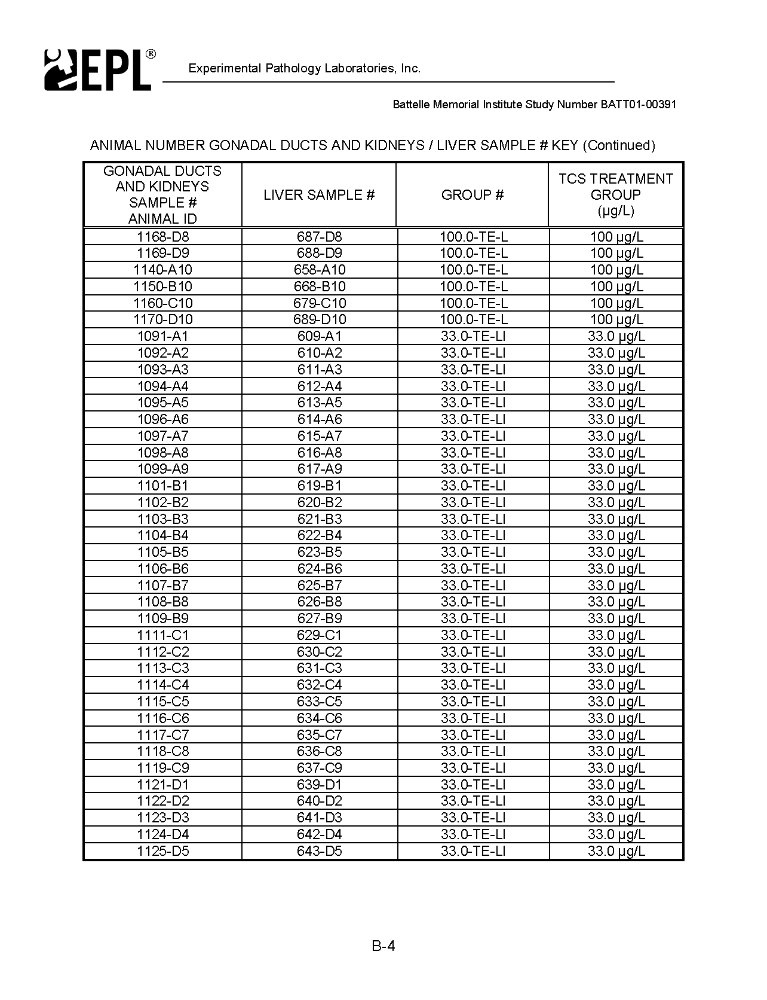 EPL®
Experimental Pathology Laboratories, Inc.
Battelle Memorial Institute Study Number BATT01-00391
ANIMAL NUMBER GONADAL DUCTS AND KIDNEYS / LIVER SAMPLE # KEY (Continued)
GONADAL DUCTS
AND KIDNEYS
SAMPLE #
ANIMAL ID
LIVER SAMPLE #
GROUP #
TCS TREATMENT
GROUP
(µg/L)
1168-D8 687-D8 100.0-TE-L 100 µg/L
1169-D9 688-D9 100.0-TE-L 100 µg/L
1140-A10 658-A10 100.0-TE-L 100 µg/L
1150-B10 668-B10 100.0-TE-L 100 µg/L
1160-C10 679-C10 100.0-TE-L 100 µg/L
1170-D10 689-D10 100.0-TE-L 100 µg/L
1091-A1 609-A1 33.0-TE-LI 33.0 µg/L
1092-A2 610-A2 33.0-TE-LI 33.0 µg/L
1093-A3 611-A3 33.0-TE-LI 33.0 µg/L
1094-A4 612-A4 33.0-TE-LI 33.0 µg/L
1095-A5 613-A5 33.0-TE-LI 33.0 µg/L
1096-A6 614-A6 33.0-TE-LI 33.0 µg/L
1097-A7 615-A7 33.0-TE-LI 33.0 µg/L
1098-A8 616-A8 33.0-TE-LI 33.0 µg/L
1099-A9 617-A9 33.0-TE-LI 33.0 µg/L
1101-B1 619-B1 33.0-TE-LI 33.0 µg/L
1102-B2 620-B2 33.0-TE-LI 33.0 µg/L
1103-B3 621-B3 33.0-TE-LI 33.0 µg/L
1104-B4 622-B4 33.0-TE-LI 33.0 µg/L
1105-B5 623-B5 33.0-TE-LI 33.0 µg/L
1106-B6 624-B6 33.0-TE-LI 33.0 µg/L
1107-B7 625-B7 33.0-TE-LI 33.0 µg/L
1108-B8 626-B8 33.0-TE-LI 33.0 µg/L
1109-B9 627-B9 33.0-TE-LI 33.0 µg/L
1111-C1 629-C1 33.0-TE-LI 33.0 µg/L
1112-C2 630-C2 33.0-TE-LI 33.0 µg/L
1113-C3 631-C3 33.0-TE-LI 33.0 µg/L
1114-C4 632-C4 33.0-TE-LI 33.0 µg/L
1115-C5 633-C5 33.0-TE-LI 33.0 µg/L
1116-C6 634-C6 33.0-TE-LI 33.0 µg/L
1117-C7 635-C7 33.0-TE-LI 33.0 µg/L
1118-C8 636-C8 33.0-TE-LI 33.0 µg/L
1119-C9 637-C9 33.0-TE-LI 33.0 µg/L
1121-D1 639-D1 33.0-TE-LI 33.0 µg/L
1122-D2 640-D2 33.0-TE-LI 33.0 µg/L
1123-D3 641-D3 33.0-TE-LI 33.0 µg/L
1124-D4 642-D4 33.0-TE-LI 33.0 µg/L
1125-D5 643-D5 33.0-TE-LI 33.0 µg/L
B-4